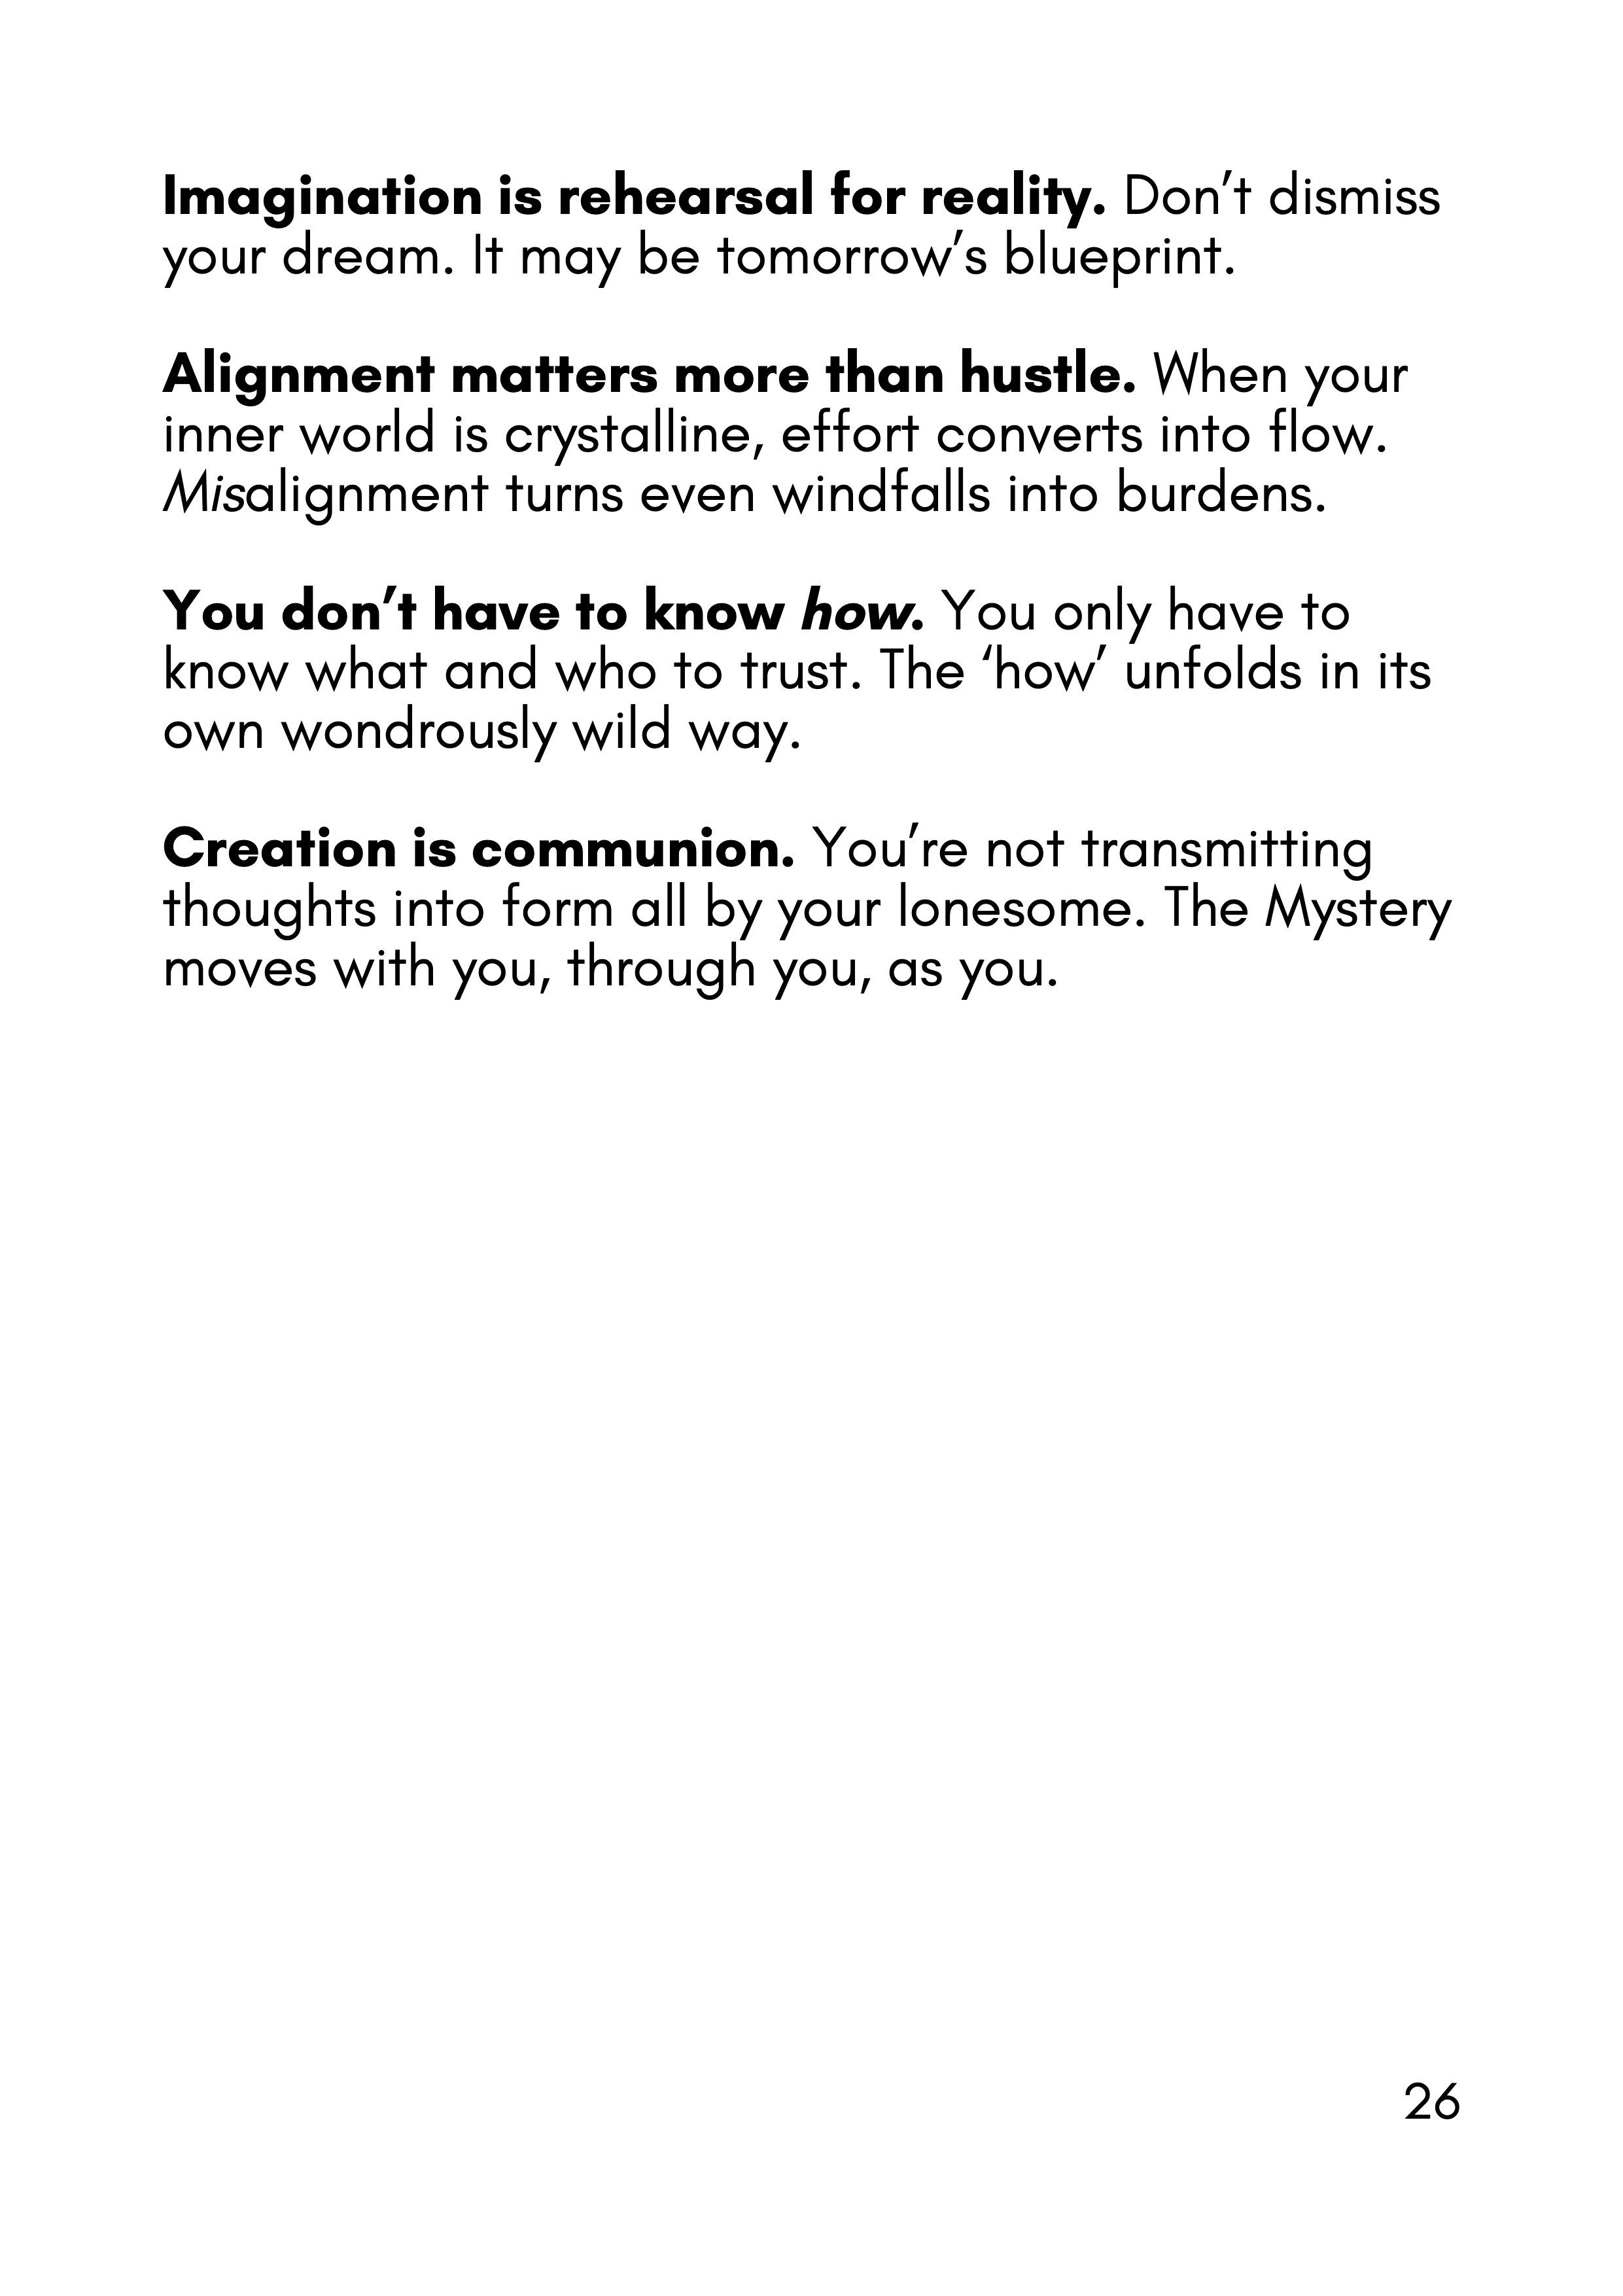 Imagination is rehearsal for reality. Don’t dismiss
your dream. It may be tomorrow’s blueprint.
Alignment matters more than hustle. When your
inner world is crystalline, effort converts into flow.
Misalignment turns even windfalls into burdens.
You don’t have to know how. You only have to
know what and who to trust. The ‘how’ unfolds in its
own wondrously wild way.
Creation is communion. You’re not transmitting
thoughts into form all by your lonesome. The Mystery
moves with you, through you, as you.
26